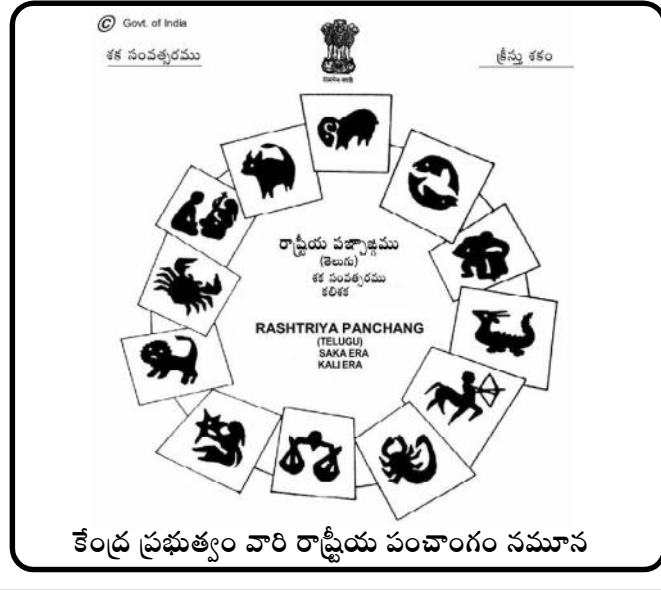 © Govt. of India
శక సంవత్సరము
క్రీస్తు శకం
రాష్ట్రీయ పఞ్చాఙ్గము
(తెలుగు)
శక సంవత్సరము
కలిశక
RASHTRIYA PANCHANG
(TELUGU)
SAKA ERA
KALI ERA
కేంద్ర ప్రభుత్వం వారి రాష్ట్రీయ పంచాంగం నమూన